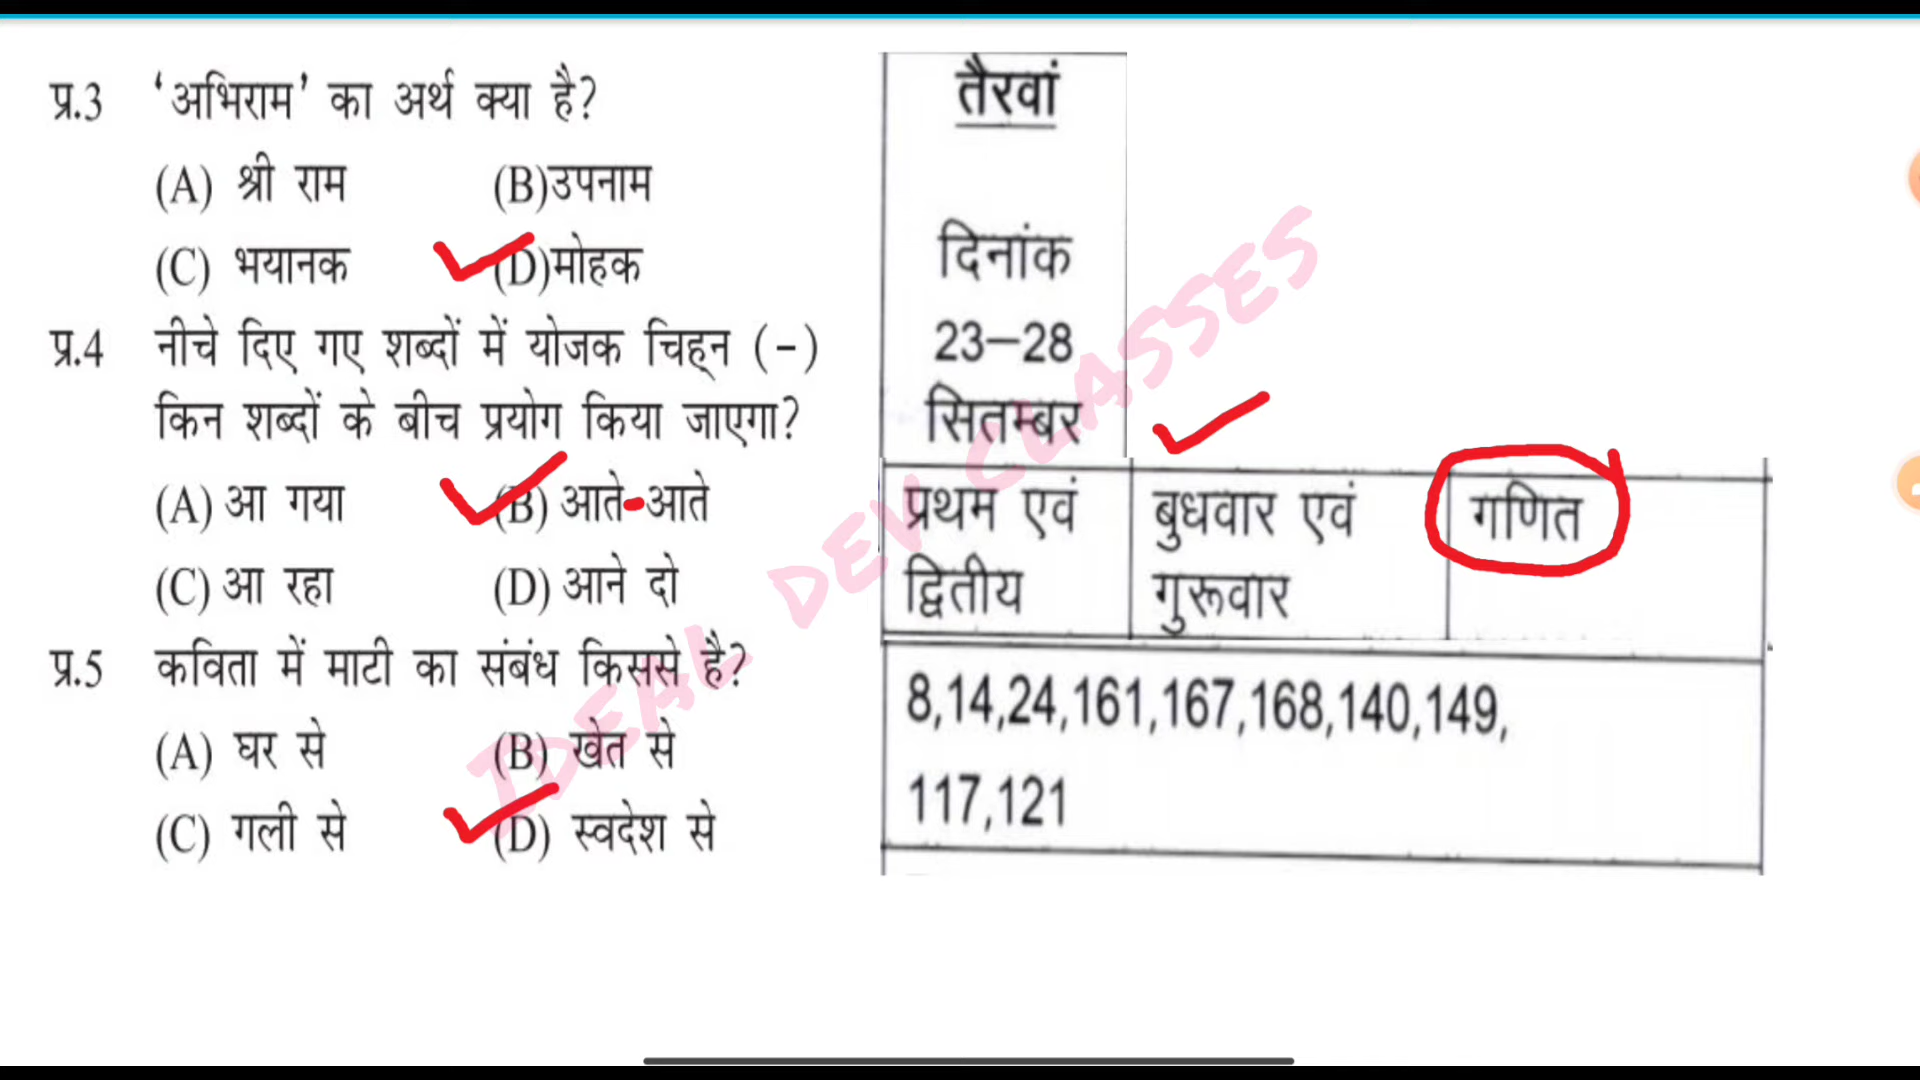 प्र.3 ‘अभिराम’ का अर्थ क्या है?
(A) श्री राम (B)उपनाम
(C) भयानक (D)मोहक
प्र.4 नीचे दिए गए शब्दों में योजक चिह्न (-)
किन शब्दों के बीच प्रयोग किया जाएगा?
(A) आ गया (B) आते-आते
(C) आ रहा (D) आने दो
प्र.5 कविता में माटी का संबंध किससे है?
(A) घर से (B) खेत से
(C) गली से (D) स्वदेश से
तैरवां
दिनांक
23–28
सितम्बर
प्रथम एवं बुधवार एवं गणित
द्वितीय गुरूवार
8,14,24,161,167,168,140,149,
117,121
IDEAL DEV CLASSES